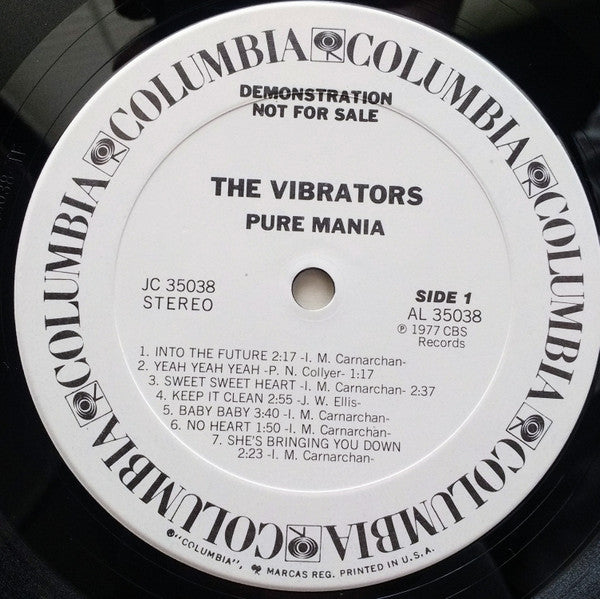 COLUMBIA COLUMBIA COLUMBIA COLUMBIA COLUMBIA COLUMBIA COLUMBIA COLUMBIA
DEMONSTRATION
NOT FOR SALE
THE VIBRATORS
PURE MANIA
JC 35038
STEREO
SIDE 1
AL 35038
℗ 1977 CBS
Records
1. INTO THE FUTURE 2:17 -I. M. Carnarchan-
2. YEAH YEAH YEAH -P. N. Collyer- 1:17
3. SWEET SWEET HEART -I. M. Carnarchan- 2:37
4. KEEP IT CLEAN 2:55 -J. W. Ellis-
5. BABY BABY 3:40 -I. M. Carnarchan-
6. NO HEART 1:50 -I. M. Carnarchan-
7. SHE'S BRINGING YOU DOWN
2:23 -I. M. Carnarchan-
®"COLUMBIA", MARCAS REG. PRINTED IN U.S.A.